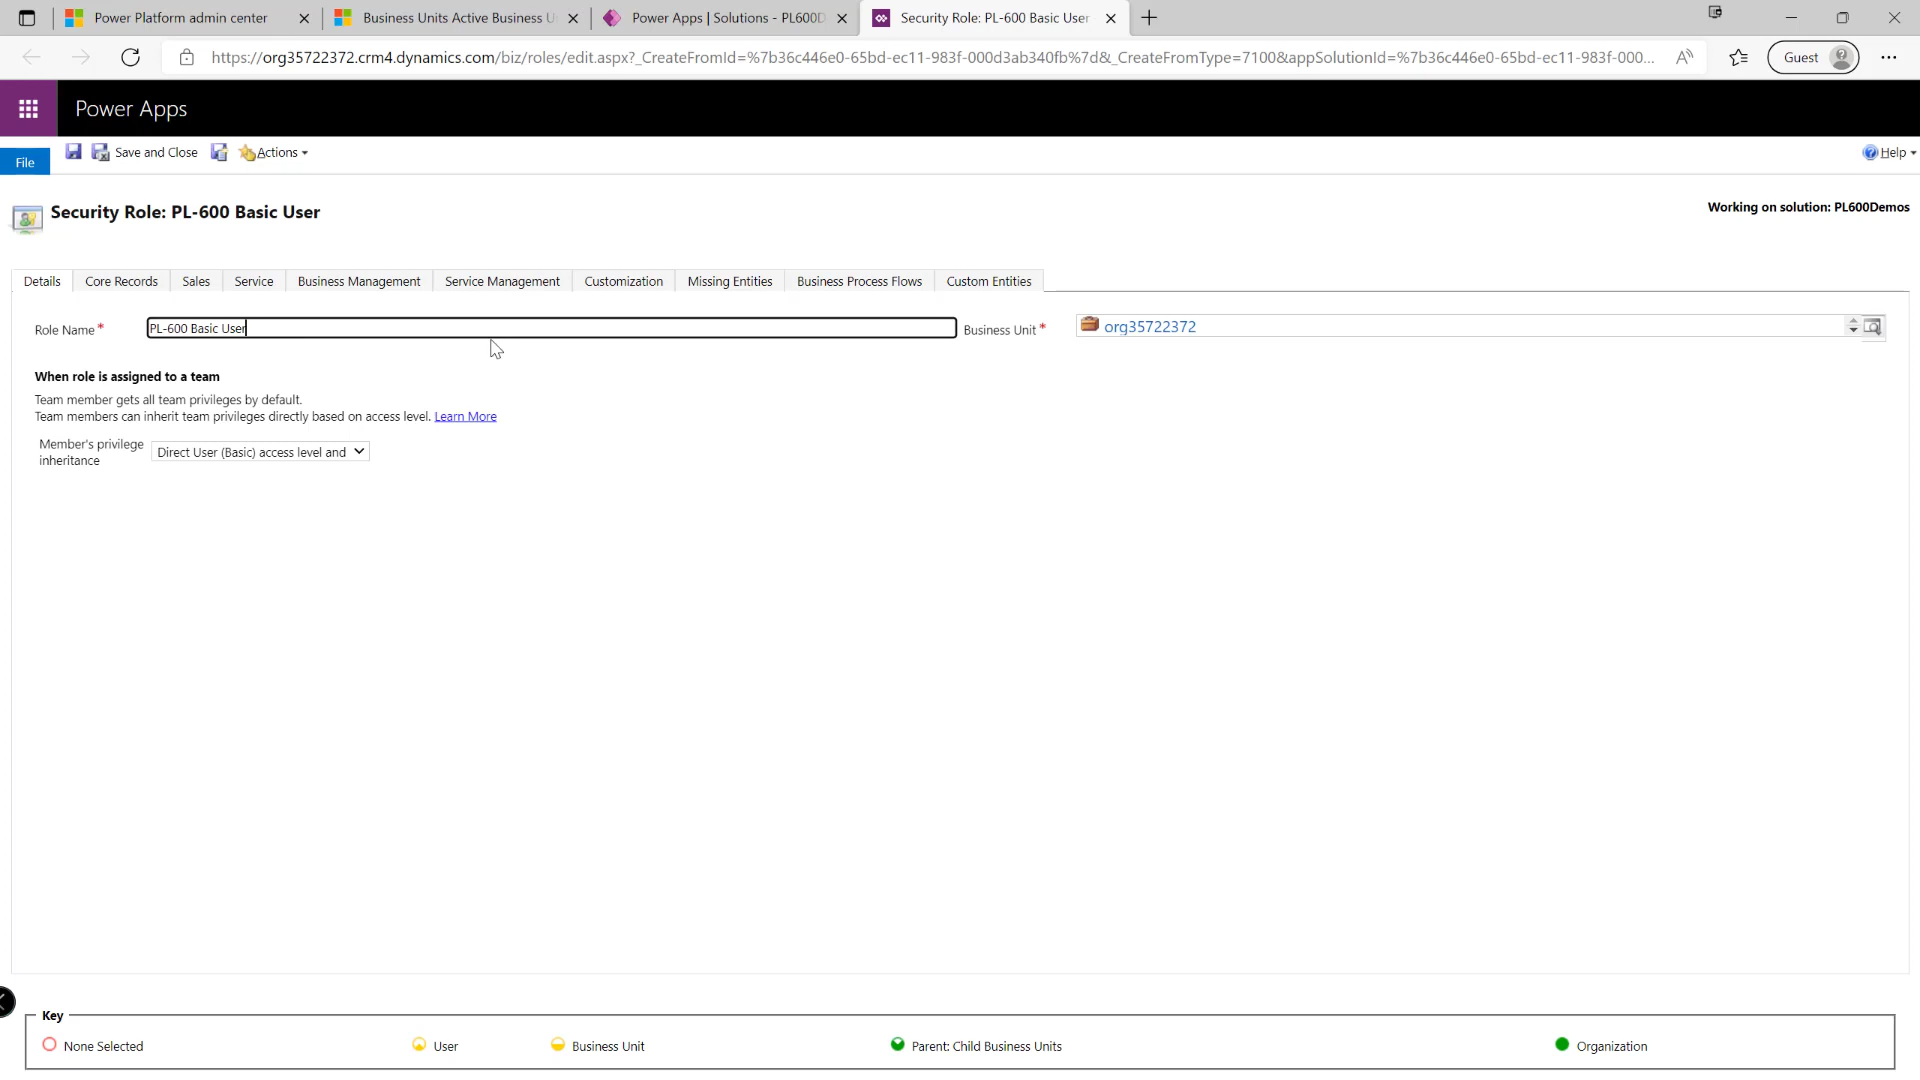 Power Platform admin center
Business Units Active Business U
Power Apps | Solutions - PL600D
Security Role: PL-600 Basic User
https://org35722372.crm4.dynamics.com/biz/roles/edit.aspx?_CreateFromId=%7b36c446e0-65bd-ec11-983f-000d3ab340fb%7d&_CreateFromType=7100&appSolutionId=%7b36c446e0-65bd-ec11-983f-000...
Guest
Power Apps
File
Save and Close
Actions
Help
Security Role: PL-600 Basic User
Working on solution: PL600Demos
Details Core Records Sales Service Business Management Service Management Customization Missing Entities Business Process Flows Custom Entities
Role Name* PL-600 Basic User Business Unit* org35722372
When role is assigned to a team
Team member gets all team privileges by default.
Team members can inherit team privileges directly based on access level. Learn More
Member's privilege
inheritance
Direct User (Basic) access level and
Key
None Selected User Business Unit Parent: Child Business Units Organization